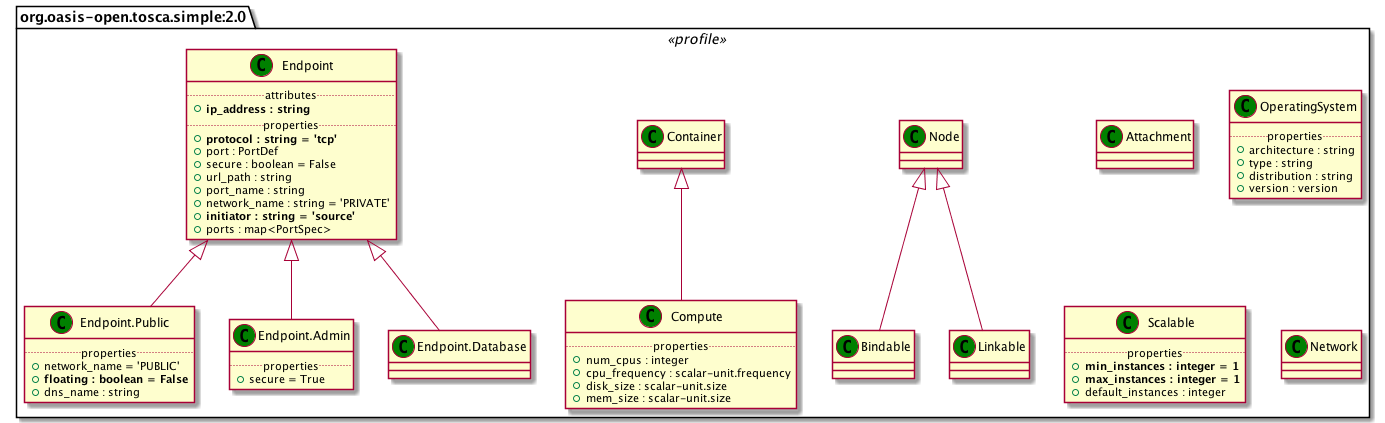 org.oasis-open.tosca.simple:2.0
«profile»
C Endpoint
attributes
ip_address : string
properties
protocol : string = 'tcp'
port : PortDef
secure : boolean = False
url_path : string
port_name : string
network_name : string = 'PRIVATE'
initiator : string = 'source'
ports : map<PortSpec>
C Container
C Node
C Attachment
C OperatingSystem
properties
architecture : string
type : string
distribution : string
version : version
C Endpoint.Public
properties
network_name = 'PUBLIC'
floating : boolean = False
dns_name : string
C Endpoint.Admin
properties
secure = True
C Endpoint.Database
C Compute
properties
num_cpus : integer
cpu_frequency : scalar-unit.frequency
disk_size : scalar-unit.size
mem_size : scalar-unit.size
C Bindable
C Linkable
C Scalable
properties
min_instances : integer = 1
max_instances : integer = 1
default_instances : integer
C Network